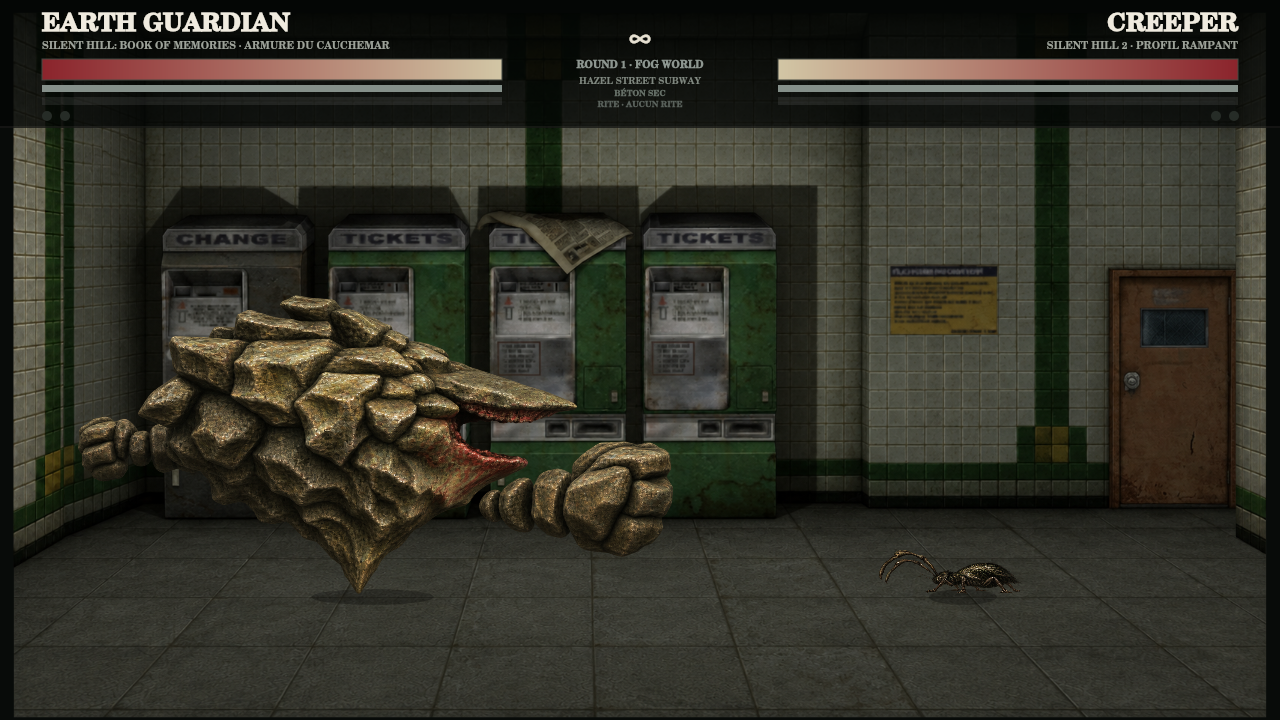 EARTH GUARDIAN
SILENT HILL: BOOK OF MEMORIES · ARMURE DU CAUCHEMAR
∞
ROUND 1 · FOG WORLD
HAZEL STREET SUBWAY
BÉTON SEC
RITE · AUCUN RITE
CREEPER
SILENT HILL 2 · PROFIL RAMPANT
CHANGE
TICKETS
TICKETS